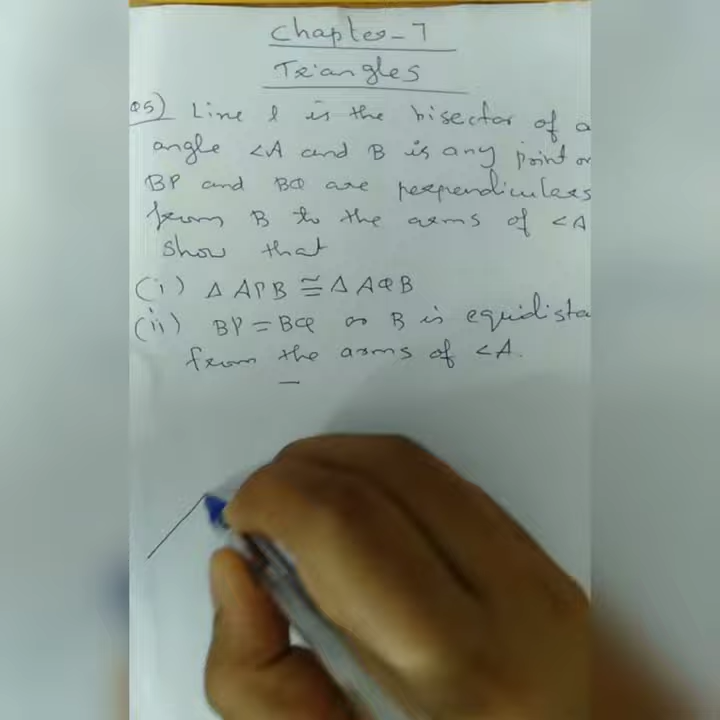 Chapter-7
Triangles
Q5) Line l is the bisector of a
angle ∠A and B is any point on
BP and BQ are perpendiculars
from B to the arms of ∠A
show that
(i) Δ APB ≅ Δ AQB
(ii) BP = BQ or B is equidista
from the arms of ∠A.